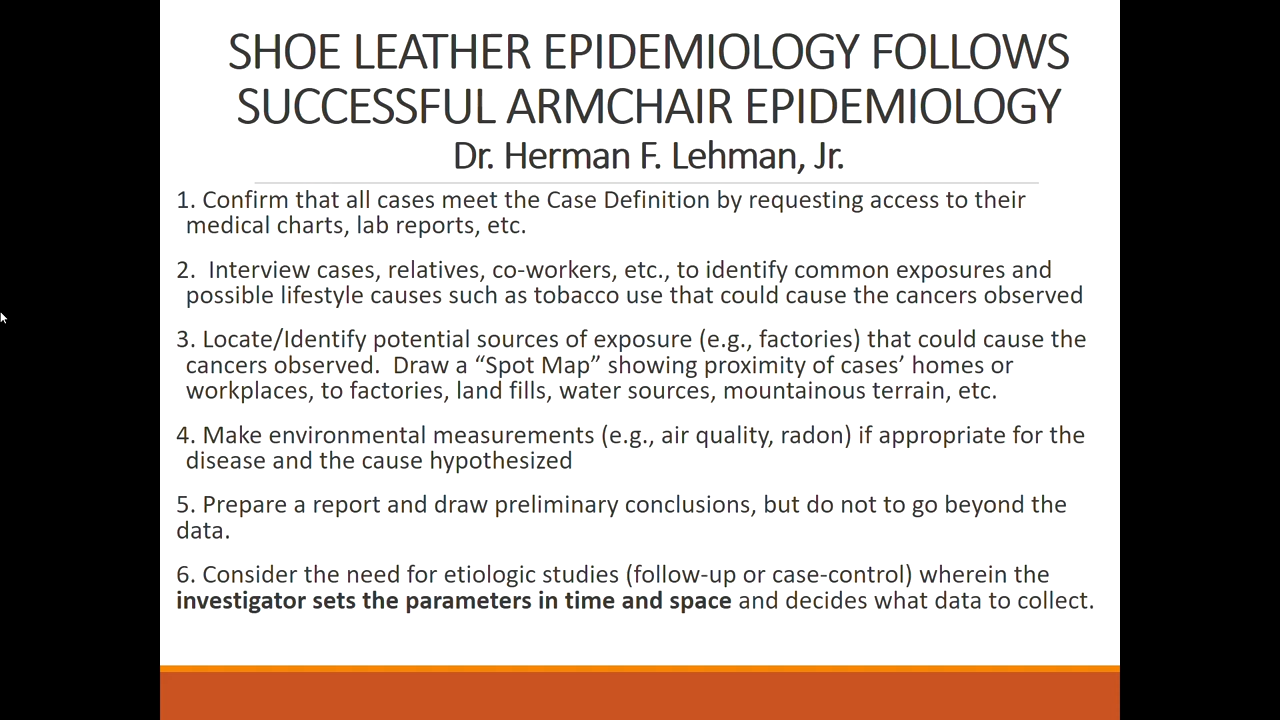 SHOE LEATHER EPIDEMIOLOGY FOLLOWS
SUCCESSFUL ARMCHAIR EPIDEMIOLOGY
Dr. Herman F. Lehman, Jr.
1. Confirm that all cases meet the Case Definition by requesting access to their
medical charts, lab reports, etc.
2.  Interview cases, relatives, co-workers, etc., to identify common exposures and
possible lifestyle causes such as tobacco use that could cause the cancers observed
3. Locate/Identify potential sources of exposure (e.g., factories) that could cause the
cancers observed.  Draw a “Spot Map” showing proximity of cases’ homes or
workplaces, to factories, land fills, water sources, mountainous terrain, etc.
4. Make environmental measurements (e.g., air quality, radon) if appropriate for the
disease and the cause hypothesized
5. Prepare a report and draw preliminary conclusions, but do not to go beyond the
data.
6. Consider the need for etiologic studies (follow-up or case-control) wherein the
investigator sets the parameters in time and space and decides what data to collect.